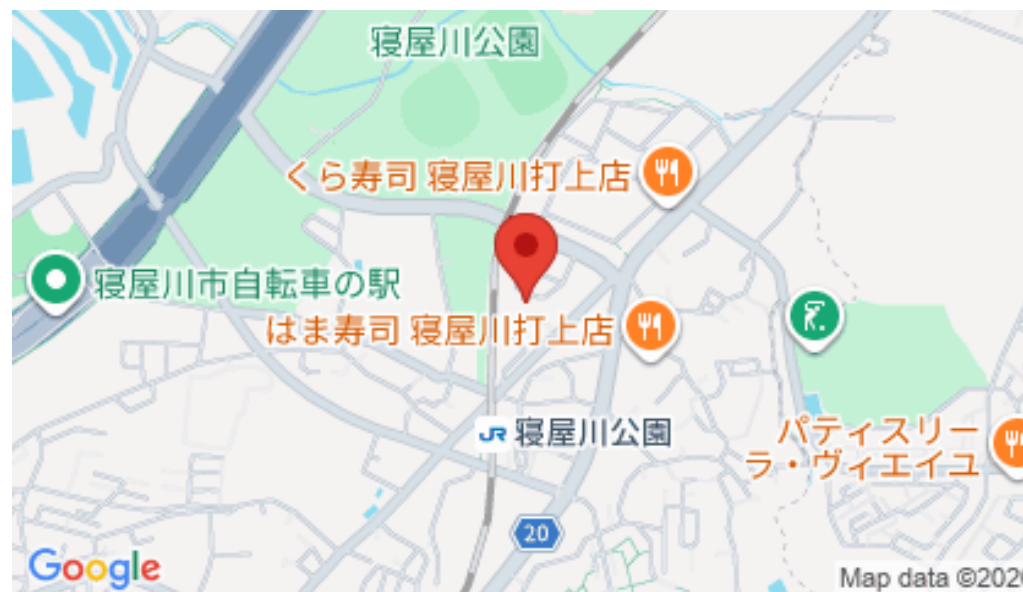 寝屋川公園
くら寿司 寝屋川打上店
寝屋川市自転車の駅
はま寿司 寝屋川打上店
JR 寝屋川公園
パティスリー
ラ・ヴィエイユ
20
Google
Map data ©2020